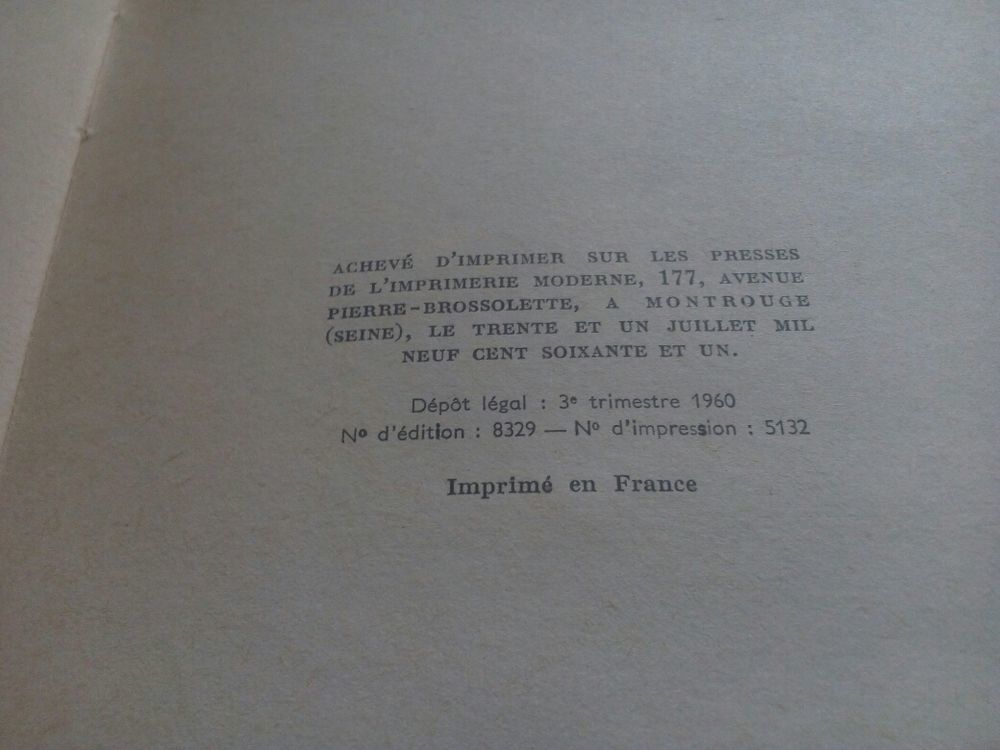 ACHEVÉ D'IMPRIMER SUR LES PRESSES
DE L'IMPRIMERIE MODERNE, 177, AVENUE
PIERRE-BROSSOLETTE, A MONTROUGE
(SEINE), LE TRENTE ET UN JUILLET MIL
NEUF CENT SOIXANTE ET UN.
Dépôt légal : 3e trimestre 1960
No d'édition : 8329 — No d'impression : 5132
Imprimé en France